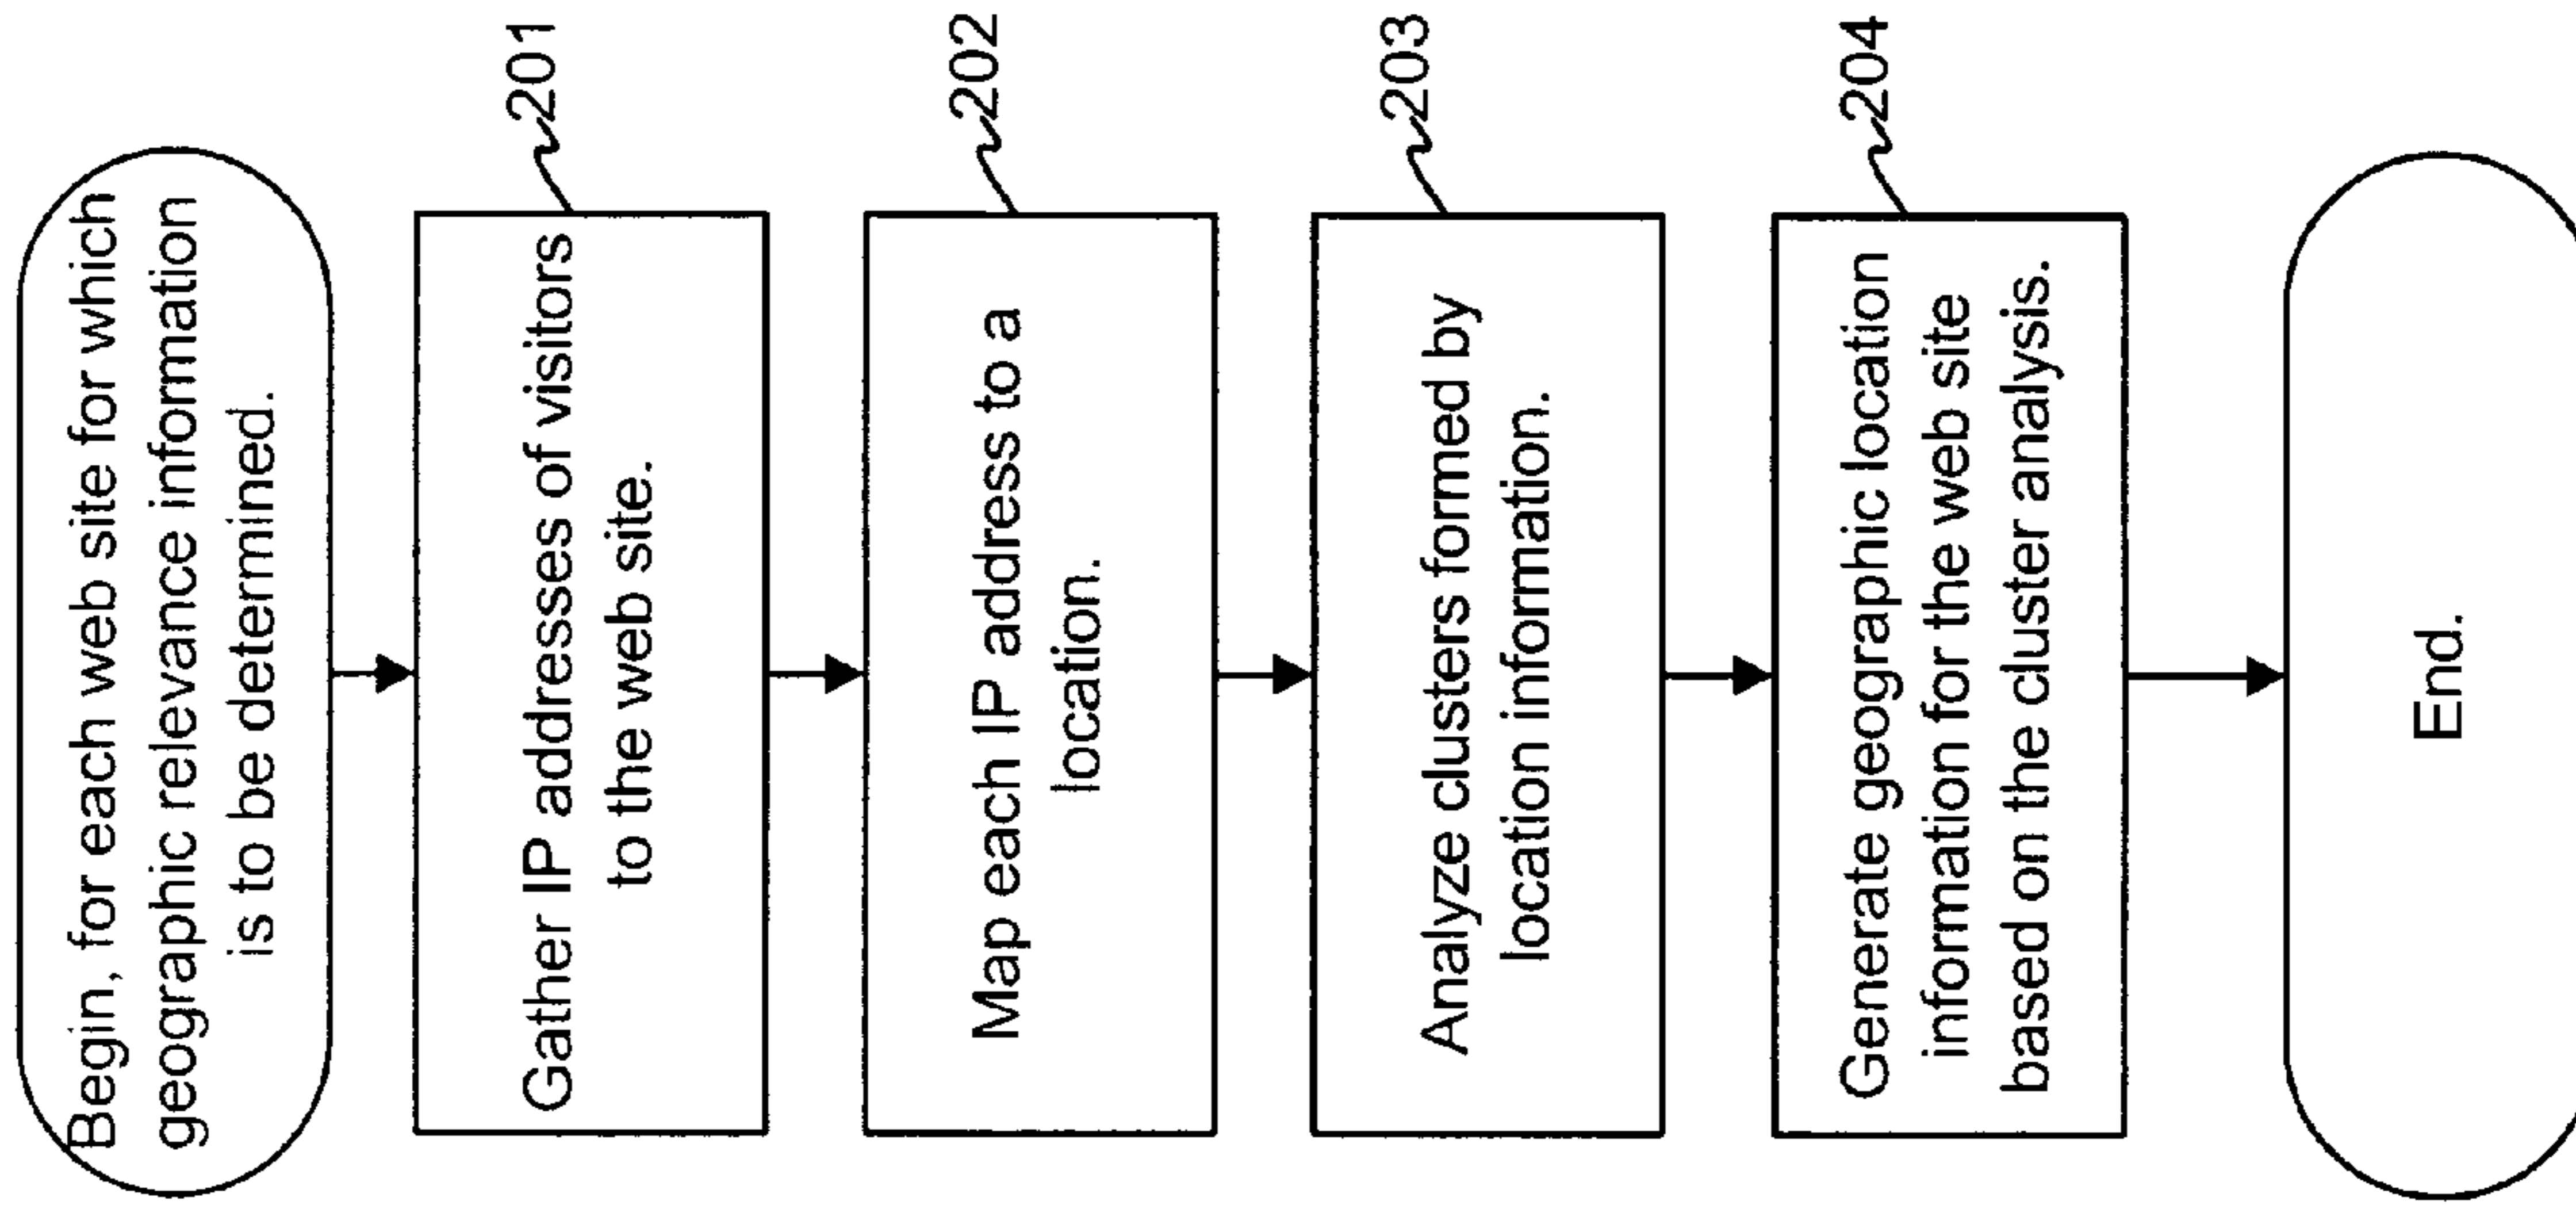 Begin, for each web site for which
geographic relevance information
is to be determined.
201
Gather IP addresses of visitors
to the web site.
202
Map each IP address to a
location.
203
Analyze clusters formed by
location information.
204
Generate geographic location
information for the web site
based on the cluster analysis.
End.